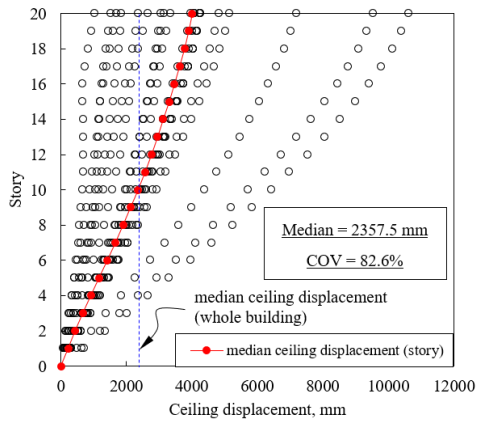 20
18
16
14
12
10
8
6
4
2
0
Story
Median = 2357.5 mm
COV = 82.6%
median ceiling displacement
(whole building)
median ceiling displacement (story)
0 2000 4000 6000 8000 10000 12000
Ceiling displacement, mm